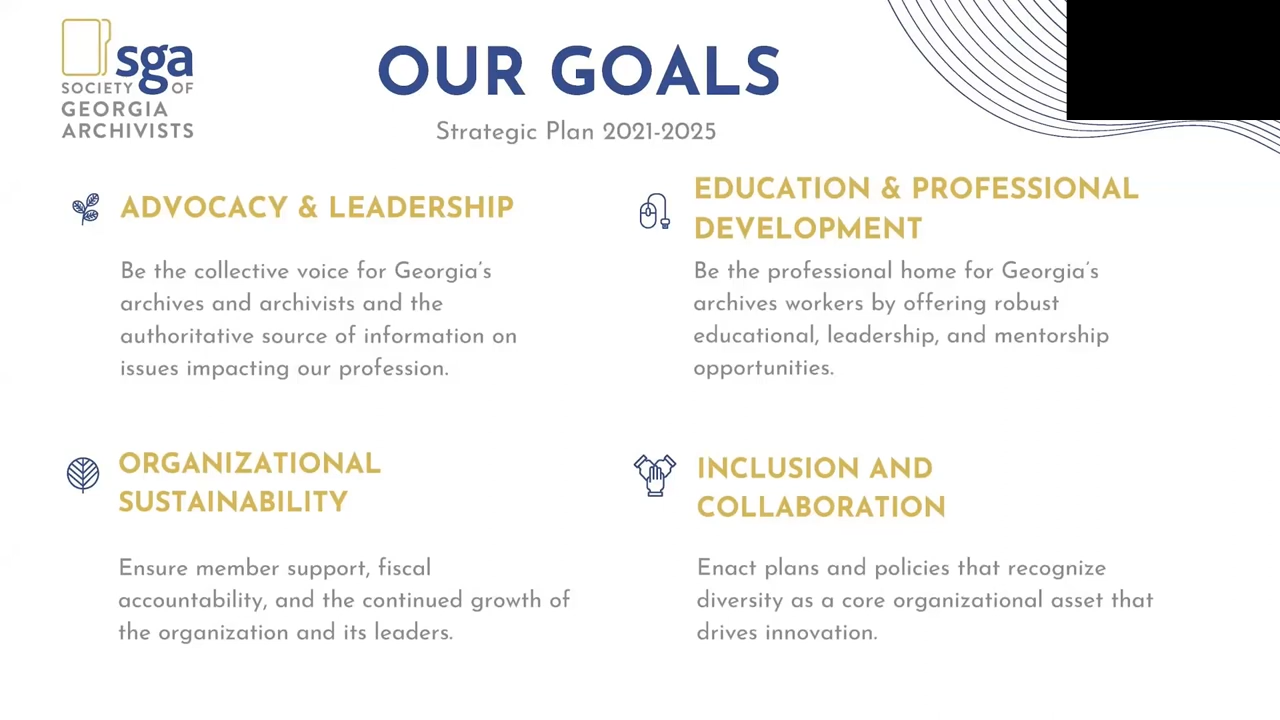 sga
SOCIETY OF
GEORGIA
ARCHIVISTS
OUR GOALS
Strategic Plan 2021-2025
ADVOCACY & LEADERSHIP
Be the collective voice for Georgia's
archives and archivists and the
authoritative source of information on
issues impacting our profession.
EDUCATION & PROFESSIONAL
DEVELOPMENT
Be the professional home for Georgia's
archives workers by offering robust
educational, leadership, and mentorship
opportunities.
ORGANIZATIONAL
SUSTAINABILITY
Ensure member support, fiscal
accountability, and the continued growth of
the organization and its leaders.
INCLUSION AND
COLLABORATION
Enact plans and policies that recognize
diversity as a core organizational asset that
drives innovation.